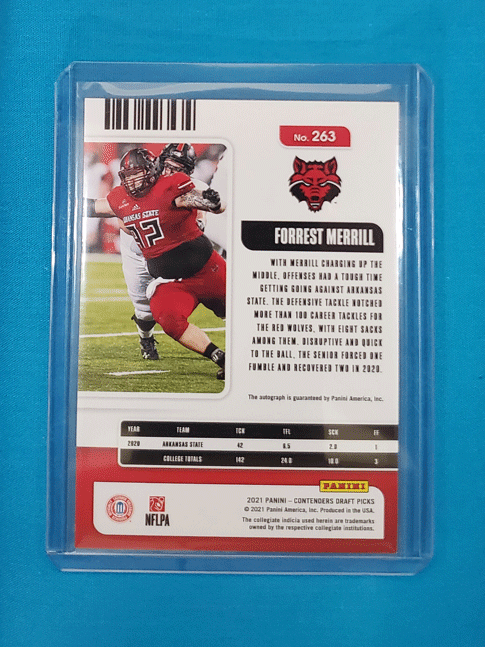 No. 263
ARKANSAS STATE
92
FORREST MERRILL
WITH MERRILL CHARGING UP THE
MIDDLE, OFFENSES HAD A TOUGH TIME
GETTING GOING AGAINST ARKANSAS
STATE. THE DEFENSIVE TACKLE NOTCHED
MORE THAN 100 CAREER TACKLES FOR
THE RED WOLVES, WITH EIGHT SACKS
AMONG THEM. DISRUPTIVE AND QUICK
TO THE BALL, THE SENIOR FORCED ONE
FUMBLE AND RECOVERED TWO IN 2020.
The autograph is guaranteed by Panini America, Inc.
YEAR TEAM TCK TFL SCK FF
2020 ARKANSAS STATE 42 6.5 2.0 1
COLLEGE TOTALS 142 24.0 10.0 3
PANINI
2021 PANINI – CONTENDERS DRAFT PICKS
© 2021 Panini America, Inc. Produced in the USA.
The collegiate indicia used herein are trademarks
owned by the respective collegiate institutions.
NFLPA